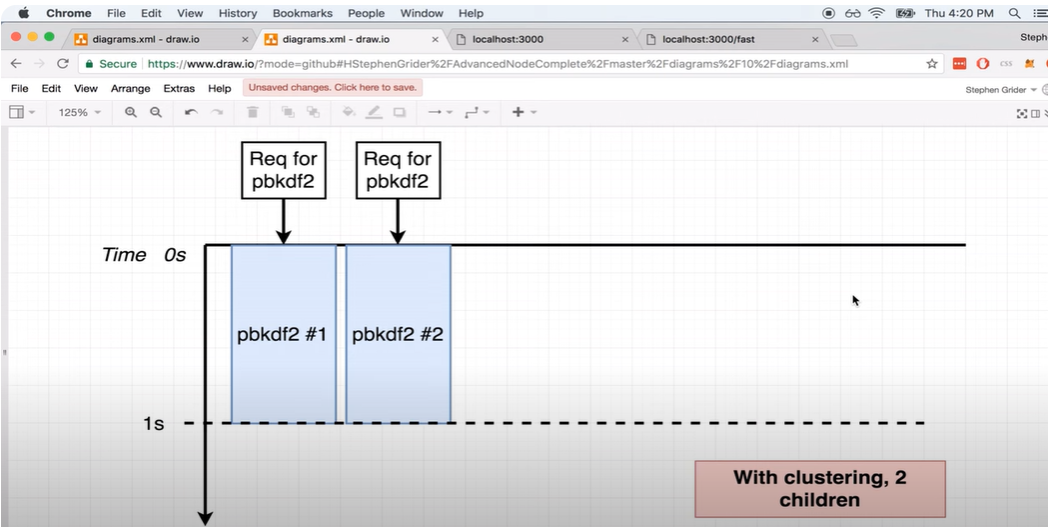 Chrome File Edit View History Bookmarks People Window Help Thu 4:20 PM
diagrams.xml - draw.io × diagrams.xml - draw.io × localhost:3000 × localhost:3000/fast × Steph
Secure https://www.draw.io/?mode=github#HStephenGrider%2FAdvancedNodeComplete%2Fmaster%2Fdiagrams%2F10%2Fdiagrams.xml
File Edit View Arrange Extras Help Unsaved changes. Click here to save. Stephen Grider
125%
Req for
pbkdf2
Req for
pbkdf2
Time 0s
pbkdf2 #1 pbkdf2 #2
1s
With clustering, 2
children